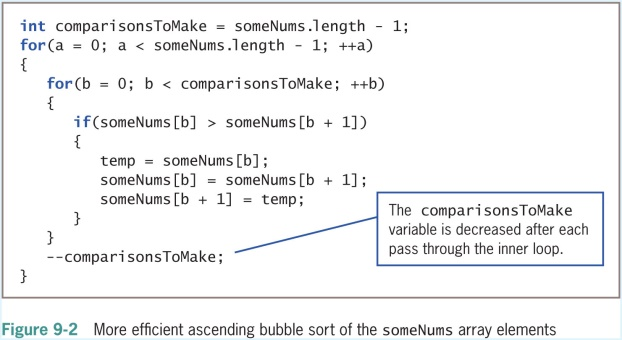 int comparisonsToMake = someNums.length - 1;
for(a = 0; a < someNums.length - 1; ++a)
{
   for(b = 0; b < comparisonsToMake; ++b)
   {
      if(someNums[b] > someNums[b + 1])
      {
         temp = someNums[b];
         someNums[b] = someNums[b + 1];
         someNums[b + 1] = temp;
      }
   }
   --comparisonsToMake;
}
The comparisonsToMake
variable is decreased after each
pass through the inner loop.
Figure 9-2 More efficient ascending bubble sort of the someNums array elements